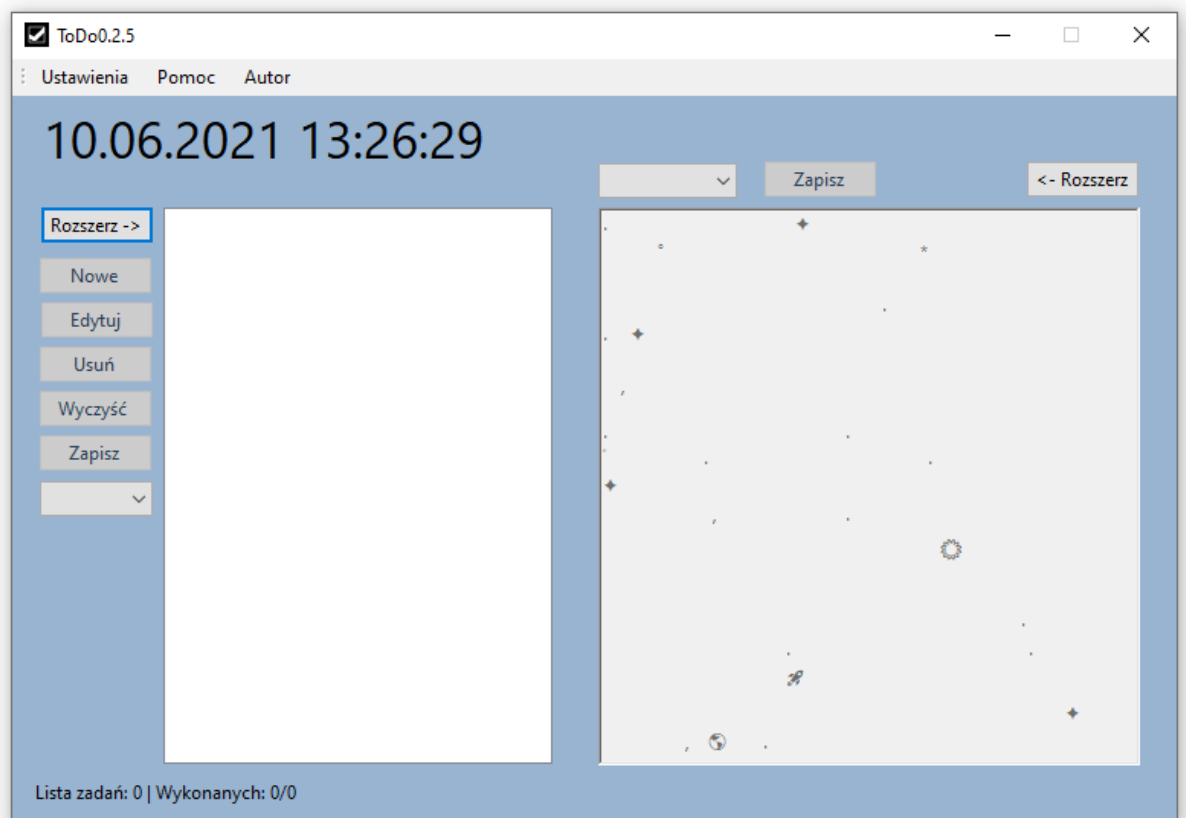 ToDo0.2.5
Ustawienia Pomoc Autor
10.06.2021 13:26:29
Zapisz
<- Rozszerz
Rozszerz ->
Nowe
Edytuj
Usuń
Wyczyść
Zapisz
Lista zadań: 0 | Wykonanych: 0/0